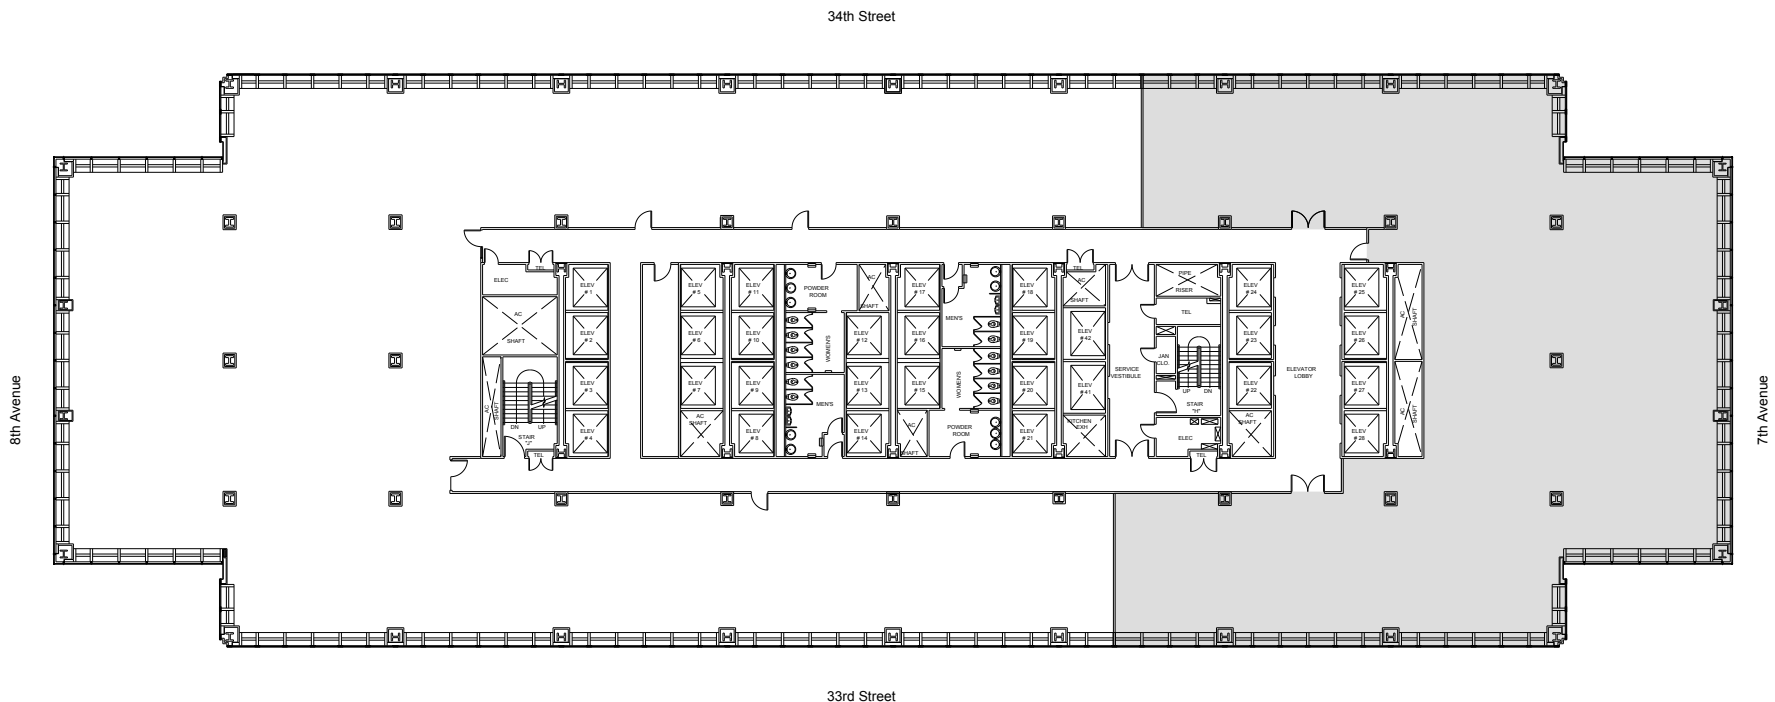 34th Street
8th Avenue
7th Avenue
ELEC
TEL
AC
SHAFT
AC
SHAFT
DN
UP
STAIR
"J"
TEL
ELEV
# 1
ELEV
# 2
ELEV
# 3
ELEV
# 4
ELEV
# 5
ELEV
# 6
ELEV
# 7
AC
SHAFT
ELEV
# 11
ELEV
# 10
ELEV
# 9
ELEV
# 8
POWDER
ROOM
WOMEN'S
MEN'S
AC
SHAFT
ELEV
# 12
ELEV
# 13
ELEV
# 14
ELEV
# 17
ELEV
# 16
ELEV
# 15
AC
SHAFT
MEN'S
WOMEN'S
POWDER
ROOM
ELEV
# 18
ELEV
# 19
ELEV
# 20
ELEV
# 21
TEL
AC
SHAFT
ELEV
# 42
ELEV
# 41
KITCHEN
EXH
SERVICE
VESTIBULE
PIPE
RISER
TEL
JAN
CLO.
UP
DN
STAIR
"H"
ELEC
TEL
ELEV
# 24
ELEV
# 23
ELEV
# 22
AC
SHAFT
ELEVATOR
LOBBY
ELEV
# 25
ELEV
# 26
ELEV
# 27
ELEV
# 28
AC
SHAFT
AC
SHAFT
33rd Street